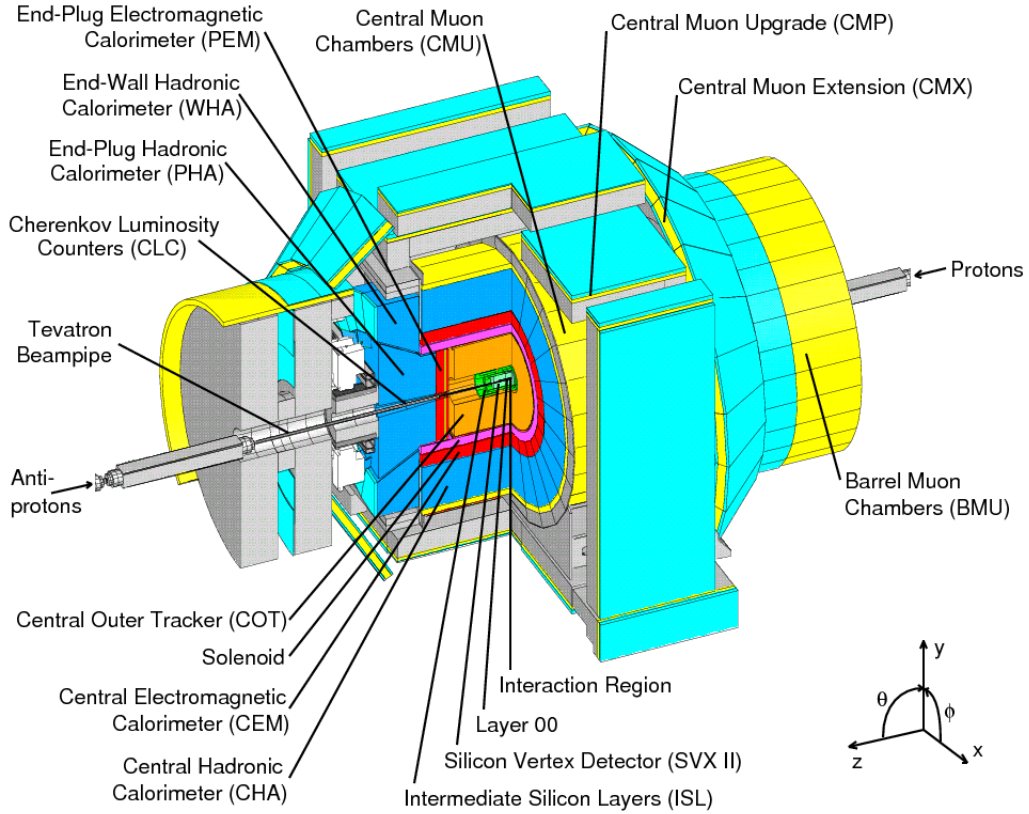 End-Plug Electromagnetic
Calorimeter (PEM)
Central Muon
Chambers (CMU)
Central Muon Upgrade (CMP)
End-Wall Hadronic
Calorimeter (WHA)
Central Muon Extension (CMX)
End-Plug Hadronic
Calorimeter (PHA)
Cherenkov Luminosity
Counters (CLC)
Protons
Tevatron
Beampipe
Anti-
protons
Barrel Muon
Chambers (BMU)
Central Outer Tracker (COT)
Solenoid
Central Electromagnetic
Calorimeter (CEM)
Central Hadronic
Calorimeter (CHA)
Interaction Region
Layer 00
Silicon Vertex Detector (SVX II)
Intermediate Silicon Layers (ISL)
y
θ
ϕ
z
x